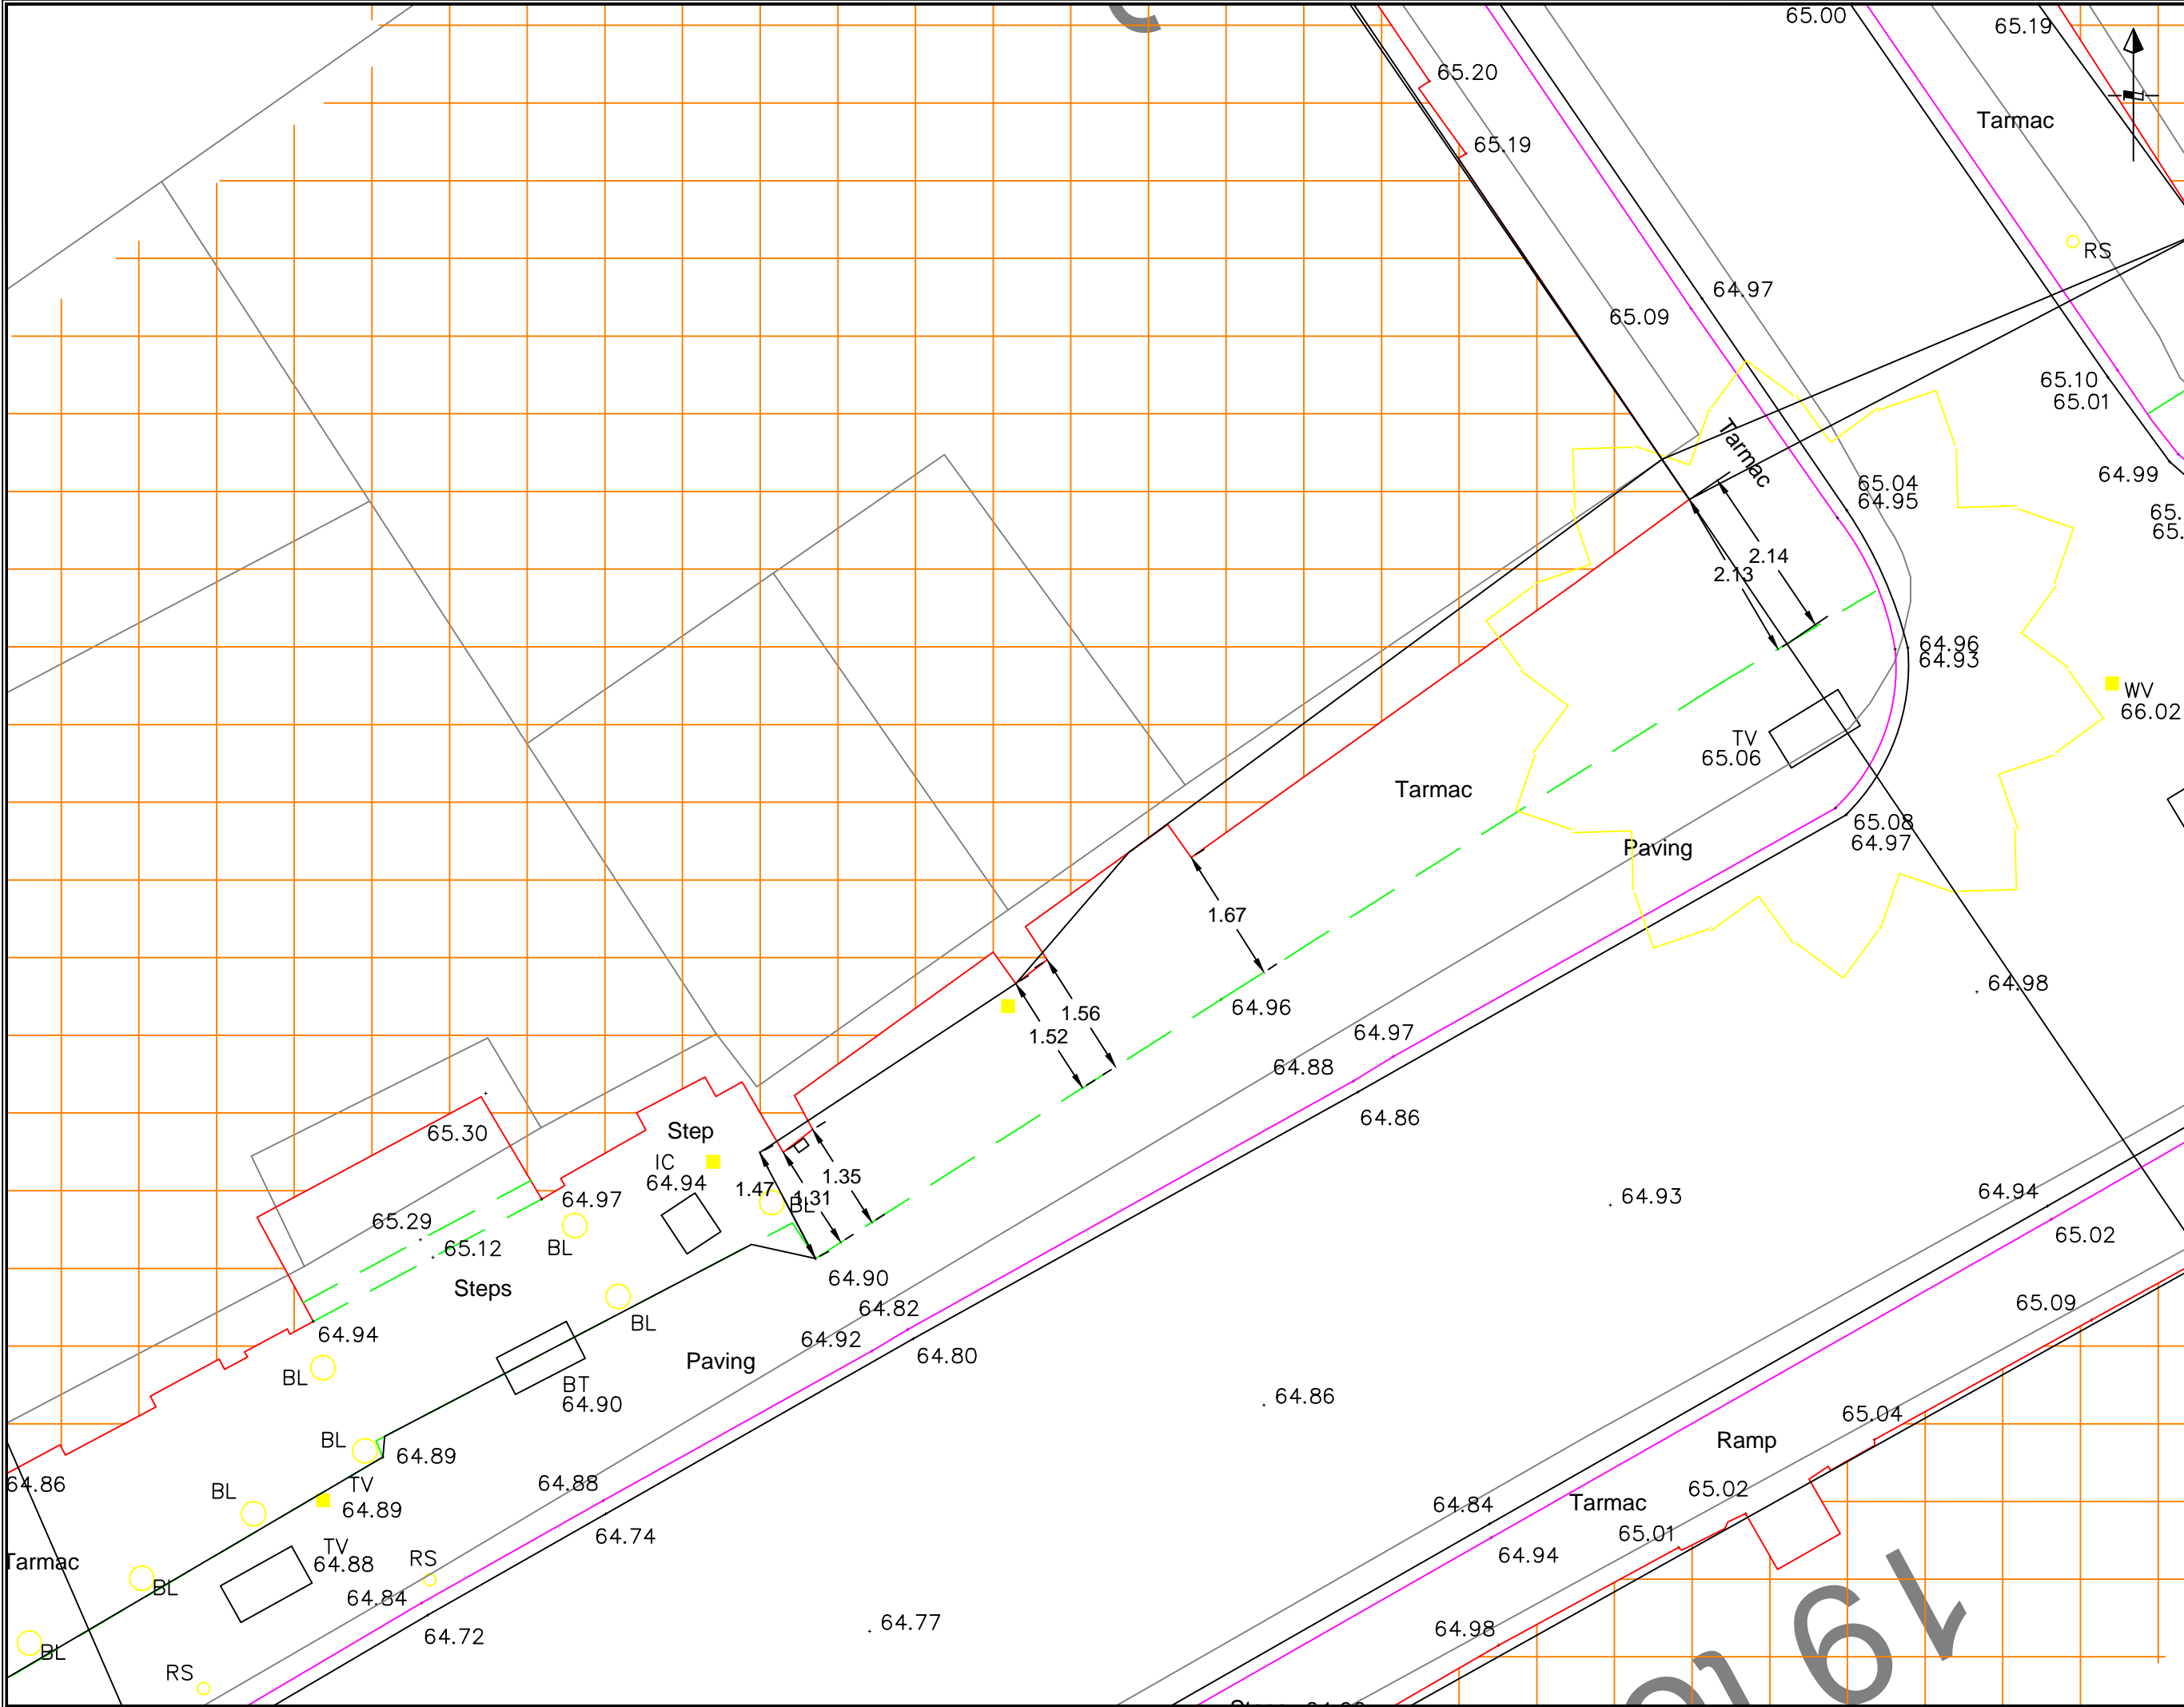 65.00
65.19
65.20
Tarmac
65.19
RS
64.97
65.09
65.10
65.01
Tarmac
64.99
65.04
64.95
2.14
2.13
64.96
64.93
WV
66.02
TV
65.06
Tarmac
65.08
64.97
Paving
1.67
64.98
64.96
1.56
1.52
64.97
64.88
64.86
65.30
Step
IC
64.94
1.35
1.47
1.31
BL
64.97
BL
64.93
64.94
65.02
65.29
65.12
Steps
64.90
BL
64.82
64.92
64.80
65.09
64.94
BL
Paving
BT
64.90
64.86
65.04
Ramp
BL
64.89
64.86
BL
TV
64.89
64.88
64.74
65.02
64.84
Tarmac
65.01
64.94
Tarmac
TV
64.88
RS
BL
64.84
64.72
64.77
64.98
BL
RS